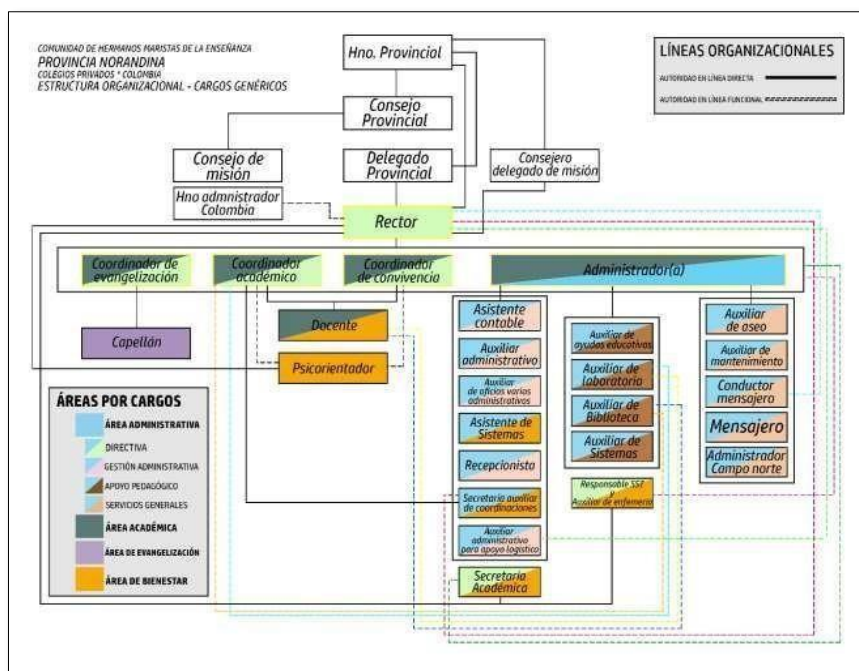 COMUNIDAD DE HERMANOS MARISTAS DE LA ENSEÑANZA
PROVINCIA NORANDINA
COLEGIOS PRIVADOS * COLOMBIA
ESTRUCTURA ORGANIZACIONAL - CARGOS GENÉRICOS
Hno. Provincial
LÍNEAS ORGANIZACIONALES
AUTORIDAD EN LÍNEA DIRECTA
AUTORIDAD EN LÍNEA FUNCIONAL
Consejo
Provincial
Consejo de
misión
Delegado
Provincial
Consejero
delegado de misión
Hno admnistrador
Colombia
Rector
Coordinador de
evangelización
Coordinador
académico
Coordinador
de convivencia
Administrador(a)
Capellán
Docente
Psicorientador
Asistente
contable
Auxiliar
administrativo
Auxiliar
de oficios varios
administrativos
Asistente de
Sistemas
Recepcionista
Secretaria auxiliar
de coordinaciones
Auxiliar
administrativo
para apoyo logístico
Secretaria
Académica
Auxiliar de
ayudas educativas
Auxiliar de
laboratorio
Auxiliar de
Biblioteca
Auxiliar de
Sistemas
Responsable SST
y
Auxiliar de enfermería
Auxiliar
de aseo
Auxiliar de
mantenimiento
Conductor
mensajero
Mensajero
Administrador
Campo norte
ÁREAS POR CARGOS
ÁREA ADMINISTRATIVA
DIRECTIVA
GESTIÓN ADMINISTRATIVA
APOYO PEDAGÓGICO
SERVICIOS GENERALES
ÁREA ACADÉMICA
ÁREA DE EVANGELIZACIÓN
ÁREA DE BIENESTAR